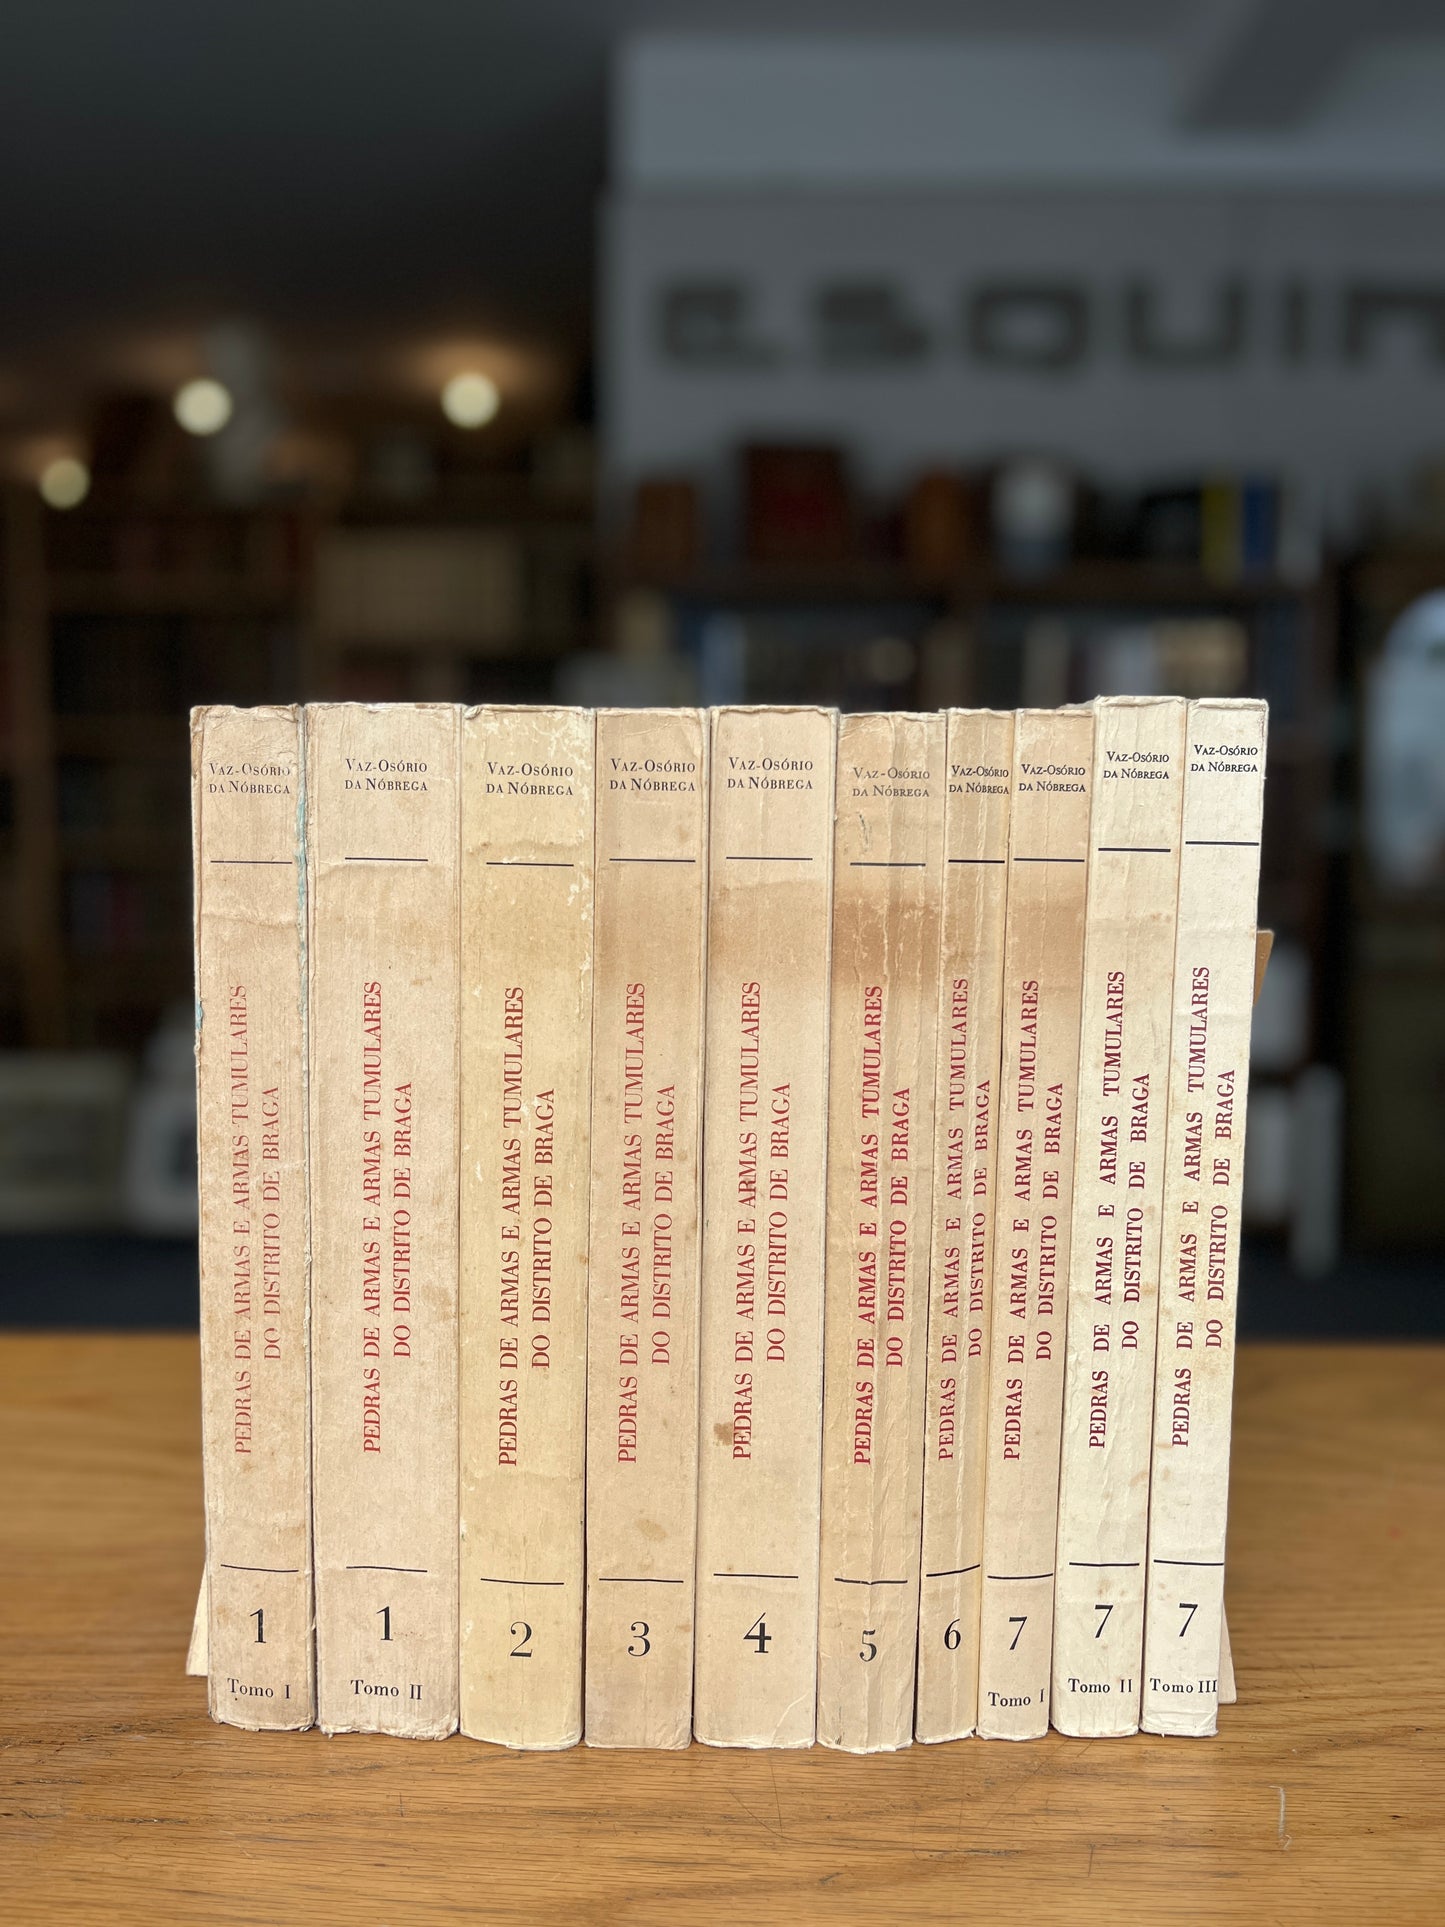 ESQUIN
VAZ-OSÓRIO
DA NÓBREGA
PEDRAS DE ARMAS E ARMAS TUMULARES
DO DISTRITO DE BRAGA
1
Tomo I
VAZ-OSÓRIO
DA NÓBREGA
PEDRAS DE ARMAS E ARMAS TUMULARES
DO DISTRITO DE BRAGA
1
Tomo II
VAZ-OSÓRIO
DA NÓBREGA
PEDRAS DE ARMAS E ARMAS TUMULARES
DO DISTRITO DE BRAGA
2
VAZ-OSÓRIO
DA NÓBREGA
PEDRAS DE ARMAS E ARMAS TUMULARES
DO DISTRITO DE BRAGA
3
VAZ-OSÓRIO
DA NÓBREGA
PEDRAS DE ARMAS E ARMAS TUMULARES
DO DISTRITO DE BRAGA
4
VAZ-OSÓRIO
DA NÓBREGA
PEDRAS DE ARMAS E ARMAS TUMULARES
DO DISTRITO DE BRAGA
5
VAZ-OSÓRIO
DA NÓBREGA
PEDRAS DE ARMAS E ARMAS TUMULARES
DO DISTRITO DE BRAGA
6
VAZ-OSÓRIO
DA NÓBREGA
PEDRAS DE ARMAS E ARMAS TUMULARES
DO DISTRITO DE BRAGA
7
Tomo I
VAZ-OSÓRIO
DA NÓBREGA
PEDRAS DE ARMAS E ARMAS TUMULARES
DO DISTRITO DE BRAGA
7
Tomo II
VAZ-OSÓRIO
DA NÓBREGA
PEDRAS DE ARMAS E ARMAS TUMULARES
DO DISTRITO DE BRAGA
7
Tomo III